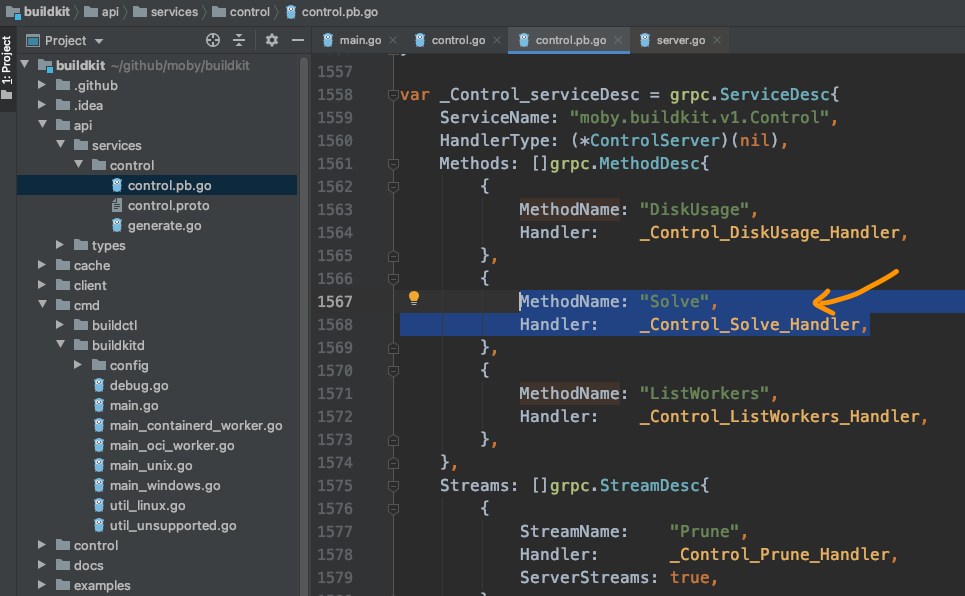 buildkit api services control control.pb.go
1: Project
Project
main.go control.go control.pb.go server.go
buildkit ~/github/moby/buildkit
.github
.idea
api
services
control
control.pb.go
control.proto
generate.go
types
cache
client
cmd
buildctl
buildkitd
config
debug.go
main.go
main_containerd_worker.go
main_oci_worker.go
main_unix.go
main_windows.go
util_linux.go
util_unsupported.go
control
docs
examples
1557
1558 var _Control_serviceDesc = grpc.ServiceDesc{
1559 ServiceName: "moby.buildkit.v1.Control",
1560 HandlerType: (*ControlServer)(nil),
1561 Methods: []grpc.MethodDesc{
1562 {
1563 MethodName: "DiskUsage",
1564 Handler: _Control_DiskUsage_Handler,
1565 },
1566 {
1567 MethodName: "Solve",
1568 Handler: _Control_Solve_Handler,
1569 },
1570 {
1571 MethodName: "ListWorkers",
1572 Handler: _Control_ListWorkers_Handler,
1573 },
1574 },
1575 Streams: []grpc.StreamDesc{
1576 {
1577 StreamName: "Prune",
1578 Handler: _Control_Prune_Handler,
1579 ServerStreams: true,